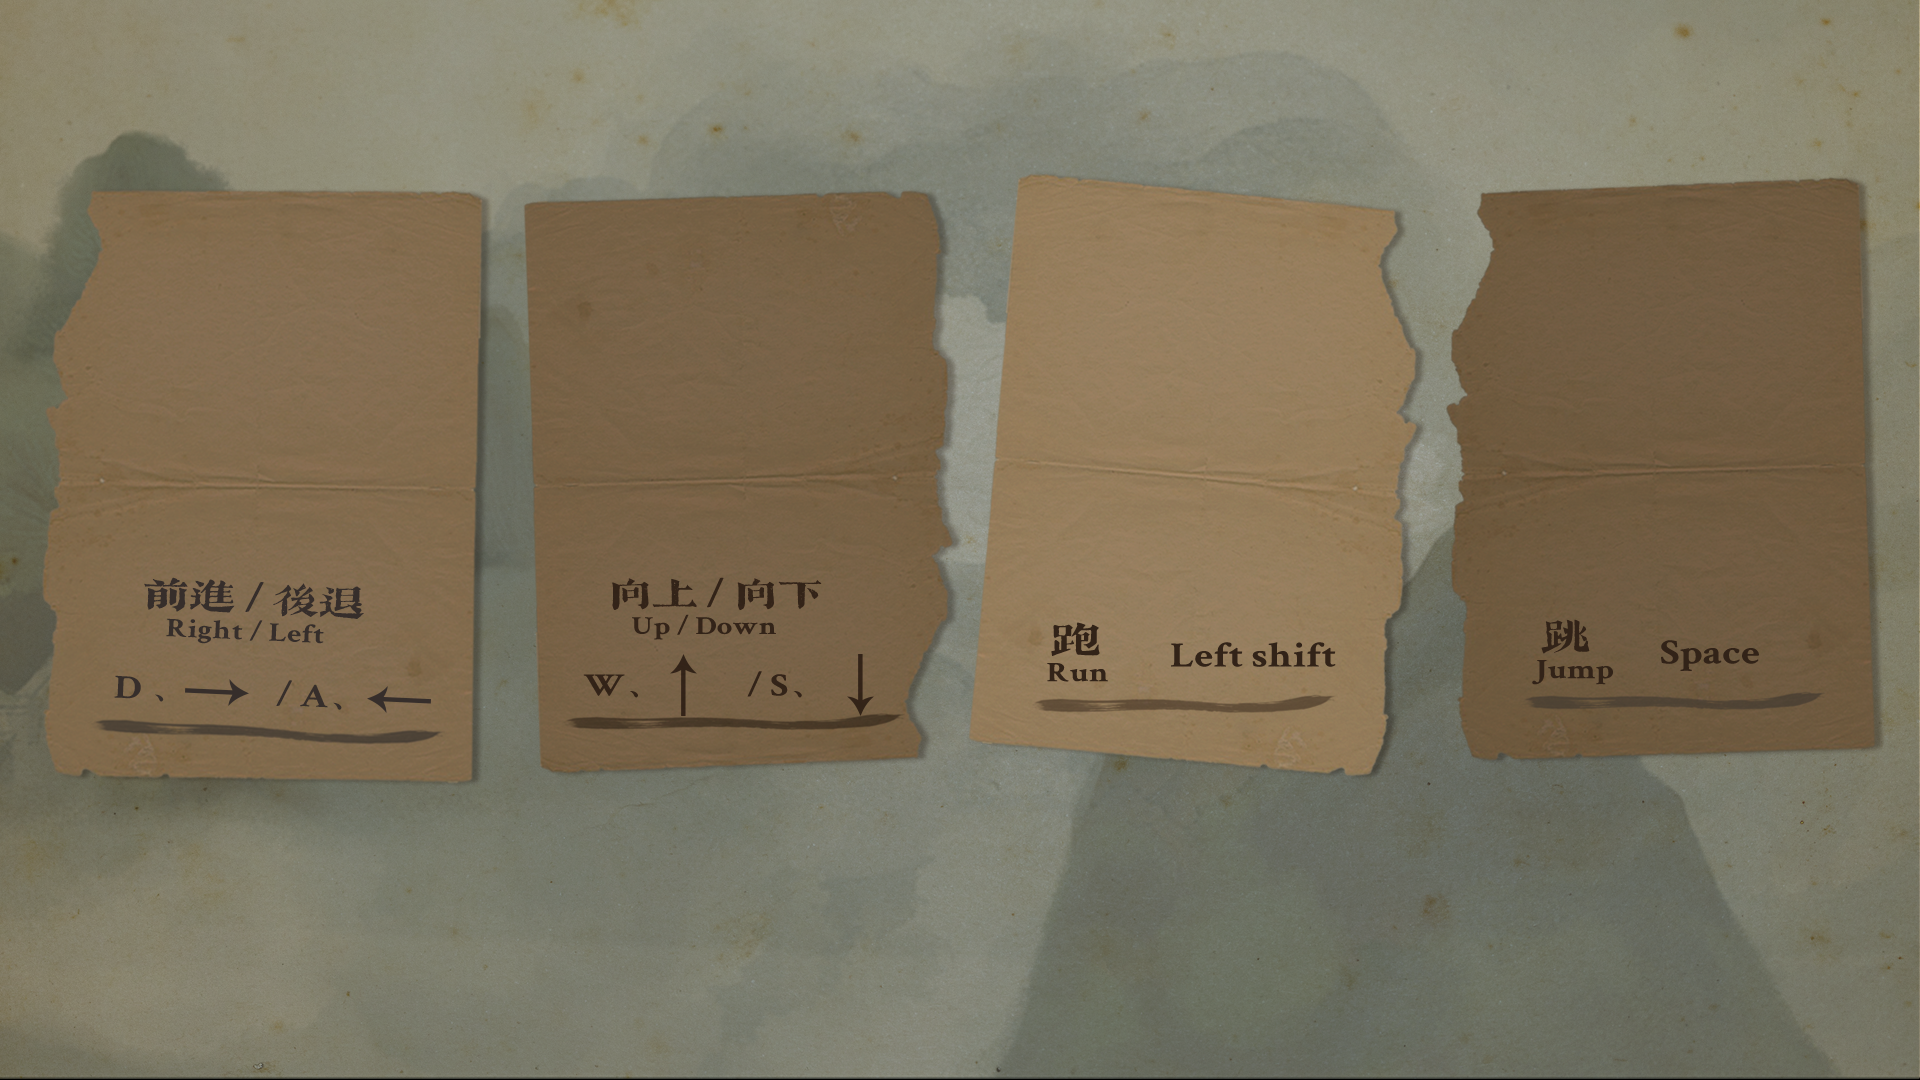 前進 / 後退
Right / Left
D 、 → / A 、 ←
向上 / 向下
Up / Down
W 、 ↑ / S 、 ↓
跑
Run
Left shift
跳
Jump
Space